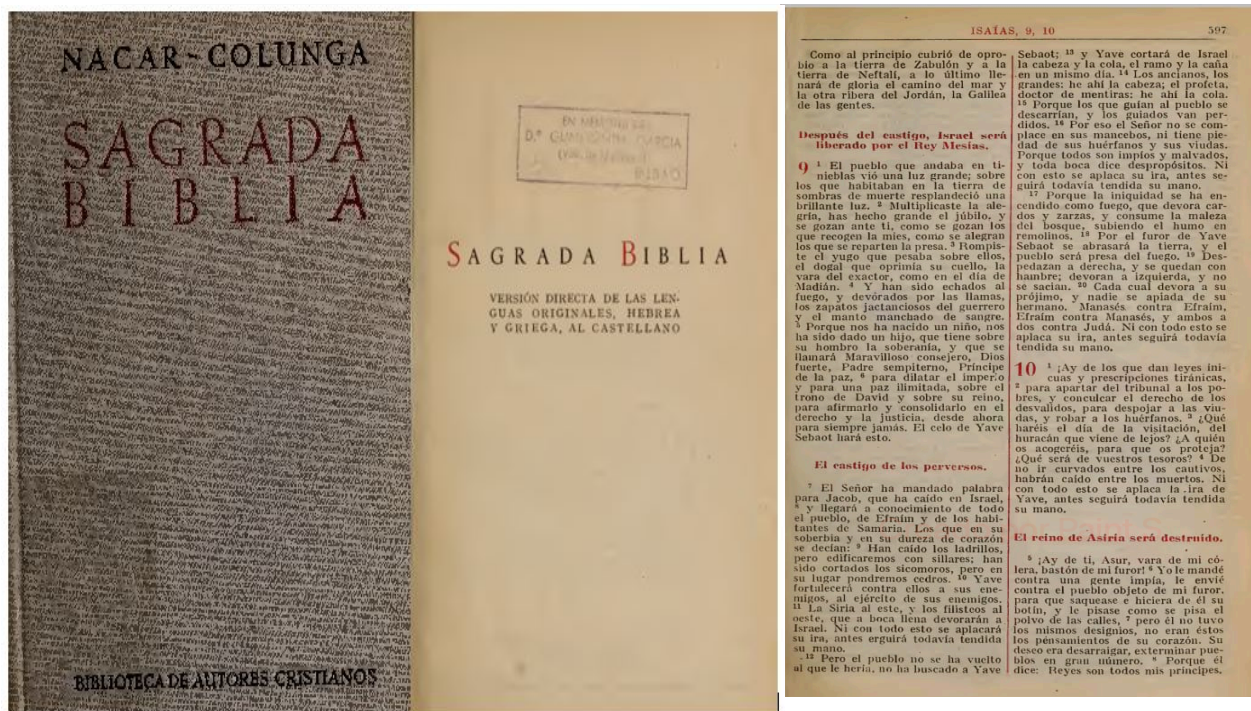 NACAR-COLUNGA
SAGRADA
BIBLIA
BIBLIOTECA DE AUTORES CRISTIANOS
EN MEMORIA DE
D.ª GARCIA
BILBAO
SAGRADA BIBLIA
VERSIÓN DIRECTA DE LAS LEN-
GUAS ORIGINALES, HEBREA
Y GRIEGA, AL CASTELLANO
ISAÍAS, 9, 10
597
Como al principio cubrió de opro-
bio a la tierra de Zabulón y a la
tierra de Neftalí, a lo último lle-
nará de gloria el camino del mar y
la otra ribera del Jordán, la Galilea
de las gentes.
Después del castigo, Israel será
liberado por el Rey Mesías.
9 ¹ El pueblo que andaba en ti-
nieblas vió una luz grande; sobre
los que habitaban en la tierra de
sombras de muerte resplandeció una
brillante luz. ² Multiplicaste la ale-
gría, has hecho grande el júbilo, y
se gozan ante ti, como se gozan los
que recogen la mies, como se alegran
los que se reparten la presa. ³ Rompis-
te el yugo que pesaba sobre ellos,
el dogal que oprimía su cuello, la
vara del exactor, como en el día de
Madián. ⁴ Y han sido echados al
fuego, y devórados por las llamas,
los zapatos jactanciosos del guerrero
y el manto manchado de sangre.
⁵ Porque nos ha nacido un niño, nos
ha sido dado un hijo, que tiene sobre
su hombro la soberanía, y que se
llamará Maravilloso consejero, Dios
fuerte, Padre sempiterno, Príncipe
de la paz, ⁶ para dilatar el imperio
y para una paz ilimitada, sobre el
trono de David y sobre su reino,
para afirmarlo y consolidarlo en el
derecho y la justicia, desde ahora
para siempre jamás. El celo de Yave
Sebaot hará esto.
El castigo de los perversos.
⁷ El Señor ha mandado palabra
para Jacob, que ha caído en Israel,
⁸ y llegará a conocimiento de todo
el pueblo, de Efraím y de los habi-
tantes de Samaria. Los que en su
soberbia y en su dureza de corazón
se decían: ⁹ Han caído los ladrillos,
pero edificaremos con sillares; han
sido cortados los sicomoros, pero en
su lugar pondremos cedros. ¹⁰ Yave
fortalecerá contra ellos a sus ene-
migos, al ejército de sus enemigos.
¹¹ La Siria al este, y los filisteos al
oeste, que a boca llena devorarán a
Israel. Ni con todo esto se aplacará
su ira, antes erguirá todavía tendida
su mano.
¹² Pero el pueblo no se ha vuelto
al que le hería, no ha buscado a Yave
Sebaot; ¹³ y Yave cortará de Israel
la cabeza y la cola, el ramo y la caña
en un mismo día. ¹⁴ Los ancianos, los
grandes: he ahí la cabeza; el profeta,
doctor de mentiras: he ahí la cola.
¹⁵ Porque los que guían al pueblo se
descarrían, y los guiados van per-
didos. ¹⁶ Por eso el Señor no se com-
place en sus mancebos, ni tiene pie-
dad de sus huérfanos y sus viudas.
Porque todos son impíos y malvados,
y toda boca dice despropósitos. Ni
con esto se aplaca su ira, antes se-
guirá todavía tendida su mano.
¹⁷ Porque la iniquidad se ha en-
cendido como fuego, que devora car-
dos y zarzas, y consume la maleza
del bosque, subiendo el humo en
remolinos. ¹⁸ Por el furor de Yave
Sebaot se abrasará la tierra, y el
pueblo será presa del fuego. ¹⁹ Des-
pedazan a derecha, y se quedan con
hambre; devoran a izquierda, y no
se sacian. ²⁰ Cada cual devora a su
prójimo, y nadie se apiada de su
hermano. Manasés contra Efraím,
Efraím contra Manasés, y ambos a
dos contra Judá. Ni con todo esto se
aplaca su ira, antes seguirá todavía
tendida su mano.
10 ¹ ¡Ay de los que dan leyes ini-
cuas y prescripciones tiránicas,
² para apartar del tribunal a los po-
bres, y conculcar el derecho de los
desvalidos, para despojar a las viu-
das, y robar a los huérfanos. ³ ¿Qué
haréis el día de la visitación, del
huracán que viene de lejos? ¿A quién
os acogeréis, para que os proteja?
¿Qué será de vuestros tesoros? ⁴ De
no ir curvados entre los cautivos,
habrán caído entre los muertos. Ni
con todo esto se aplaca la ira de
Yave, antes seguirá todavía tendida
su mano.
El reino de Asiria será destruido.
⁵ ¡Ay de ti, Asur, vara de mi có-
lera, bastón de mi furor! ⁶ Yo le mandé
contra una gente impía, le envié
contra el pueblo objeto de mi furor,
para que saquease e hiciera de él su
botín, y le pisase como se pisa el
polvo de las calles, ⁷ pero él no tuvo
los mismos designios, no eran éstos
los pensamientos de su corazón. Su
deseo era desarraigar, exterminar pue-
blos en gran número. ⁸ Porque él
dice: Reyes son todos mis príncipes.